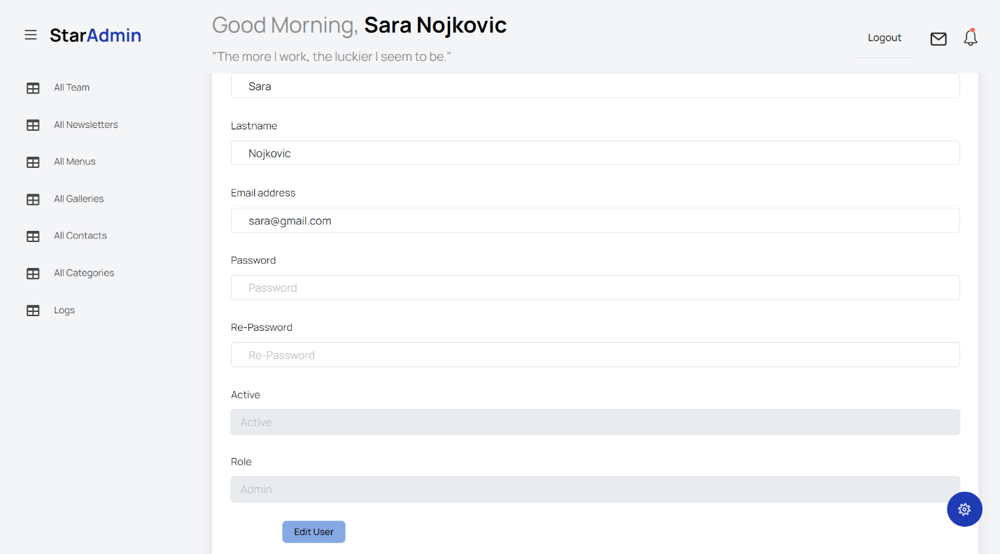 StarAdmin
Good Morning, Sara Nojkovic
"The more I work, the luckier I seem to be."
Logout
All Team
All Newsletters
All Menus
All Galleries
All Contacts
All Categories
Logs
Sara
Lastname
Nojkovic
Email address
sara@gmail.com
Password
Password
Re-Password
Re-Password
Active
Active
Role
Admin
Edit User